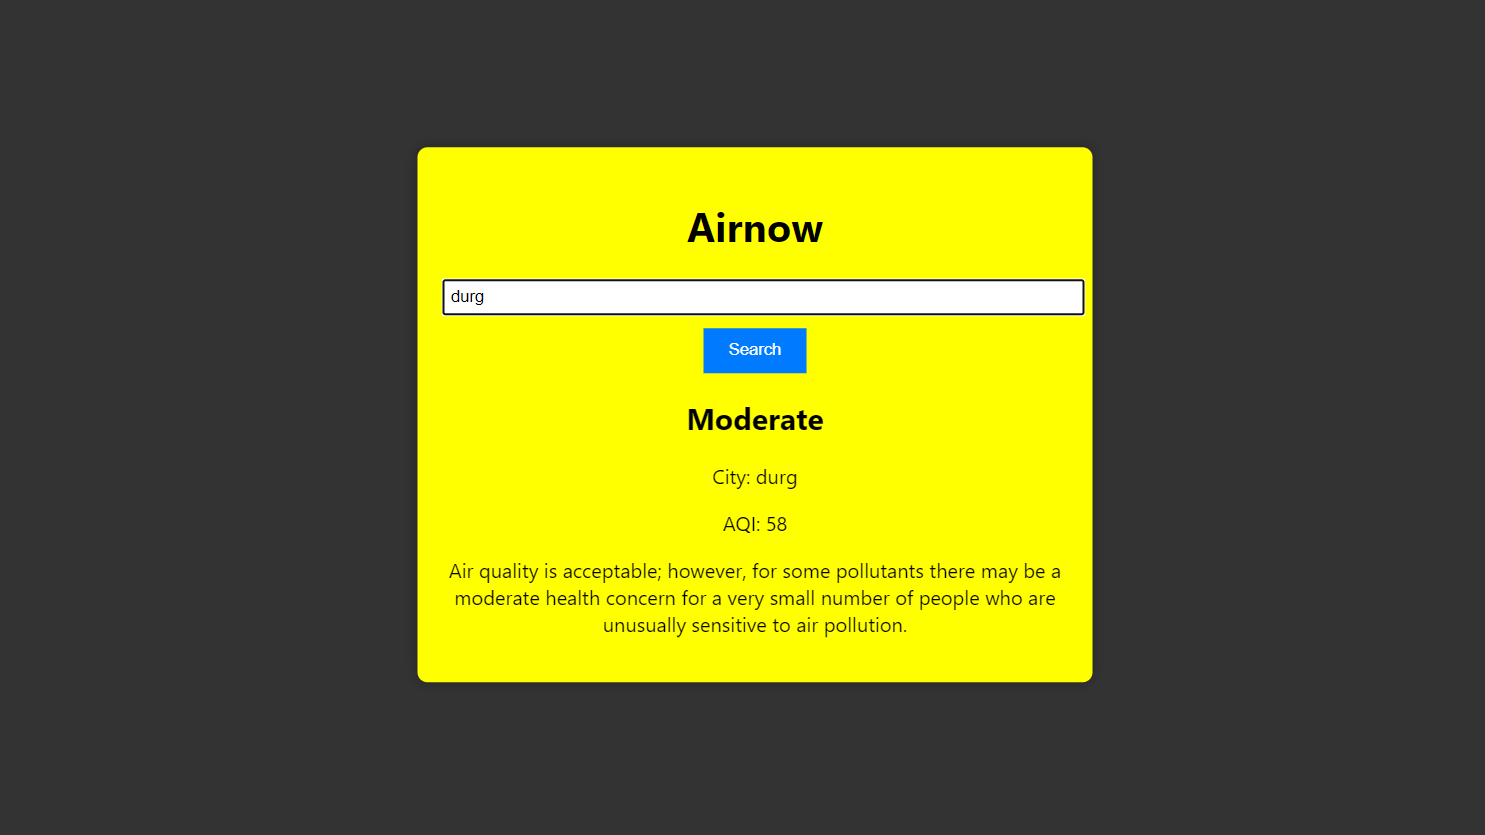 Airnow
durg
Search
Moderate
City: durg
AQI: 58
Air quality is acceptable; however, for some pollutants there may be a
moderate health concern for a very small number of people who are
unusually sensitive to air pollution.